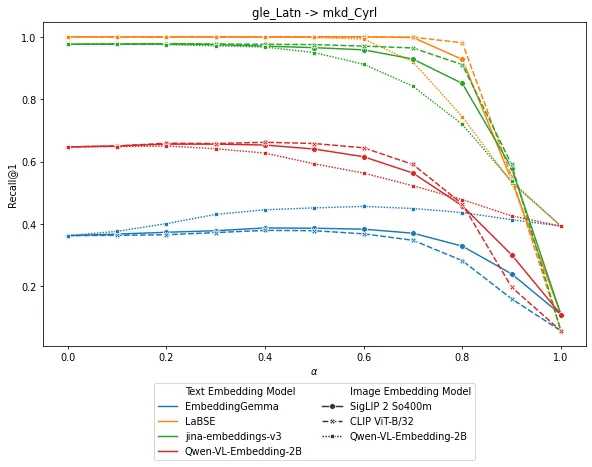 gle_Latn -> mkd_Cyrl
1.0
0.8
0.6
0.4
0.2
Recall@1
0.0 0.2 0.4 0.6 0.8 1.0
α
Text Embedding Model Image Embedding Model
EmbeddingGemma SigLIP 2 So400m
LaBSE CLIP ViT-B/32
jina-embeddings-v3 Qwen-VL-Embedding-2B
Qwen-VL-Embedding-2B